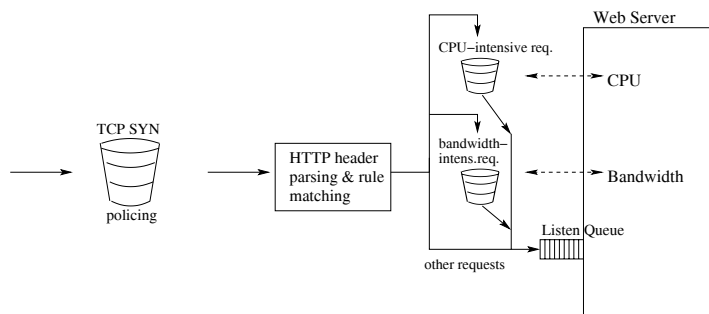 Web Server
CPU−intensive req.
CPU
TCP SYN
policing
HTTP header
parsing & rule
matching
bandwidth−
intens.req.
Bandwidth
Listen Queue
other requests